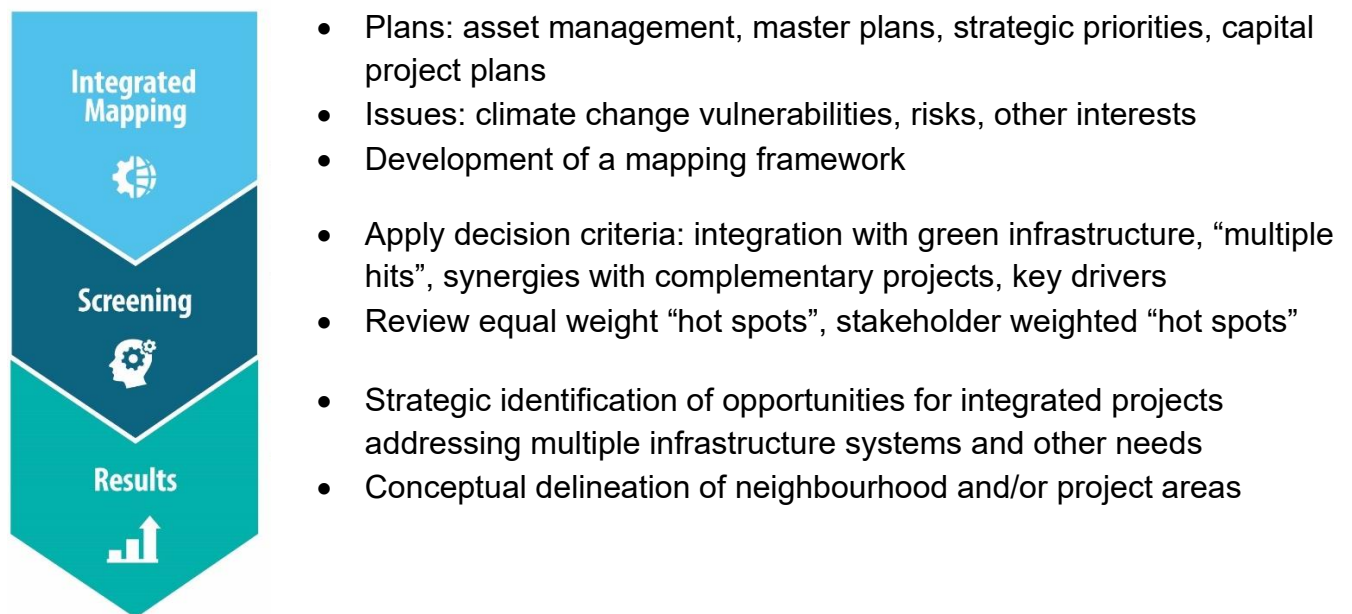 Integrated
Mapping
• Plans: asset management, master plans, strategic priorities, capital
project plans
• Issues: climate change vulnerabilities, risks, other interests
• Development of a mapping framework
Screening
• Apply decision criteria: integration with green infrastructure, “multiple
hits”, synergies with complementary projects, key drivers
• Review equal weight “hot spots”, stakeholder weighted “hot spots”
Results
• Strategic identification of opportunities for integrated projects
addressing multiple infrastructure systems and other needs
• Conceptual delineation of neighbourhood and/or project areas